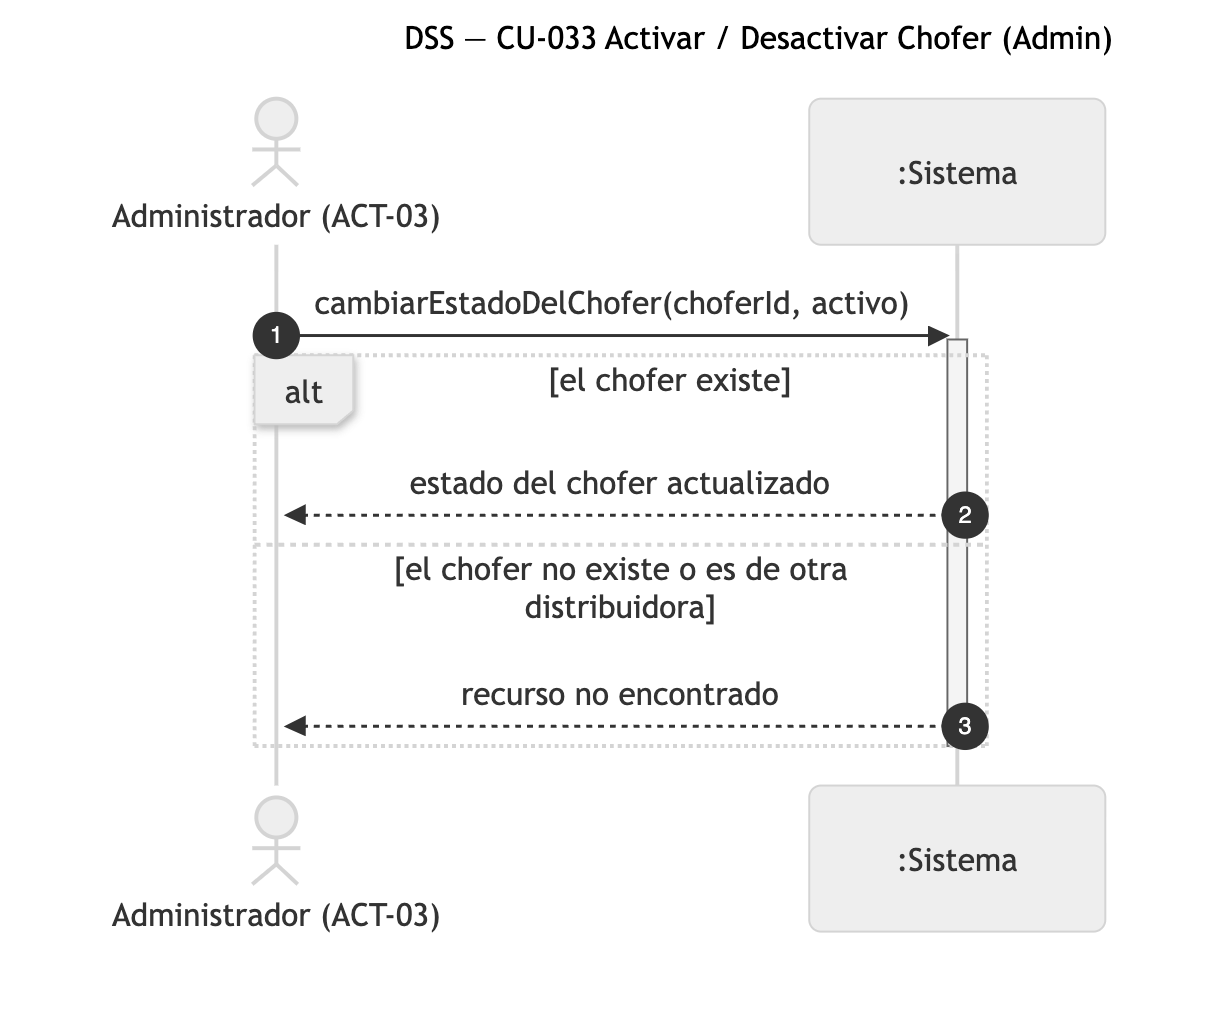 DSS — CU-033 Activar / Desactivar Chofer (Admin)
:Sistema
Administrador (ACT-03)
cambiarEstadoDelChofer(choferId, activo)
1
alt
[el chofer existe]
estado del chofer actualizado
2
[el chofer no existe o es de otra
distribuidora]
recurso no encontrado
3
:Sistema
Administrador (ACT-03)